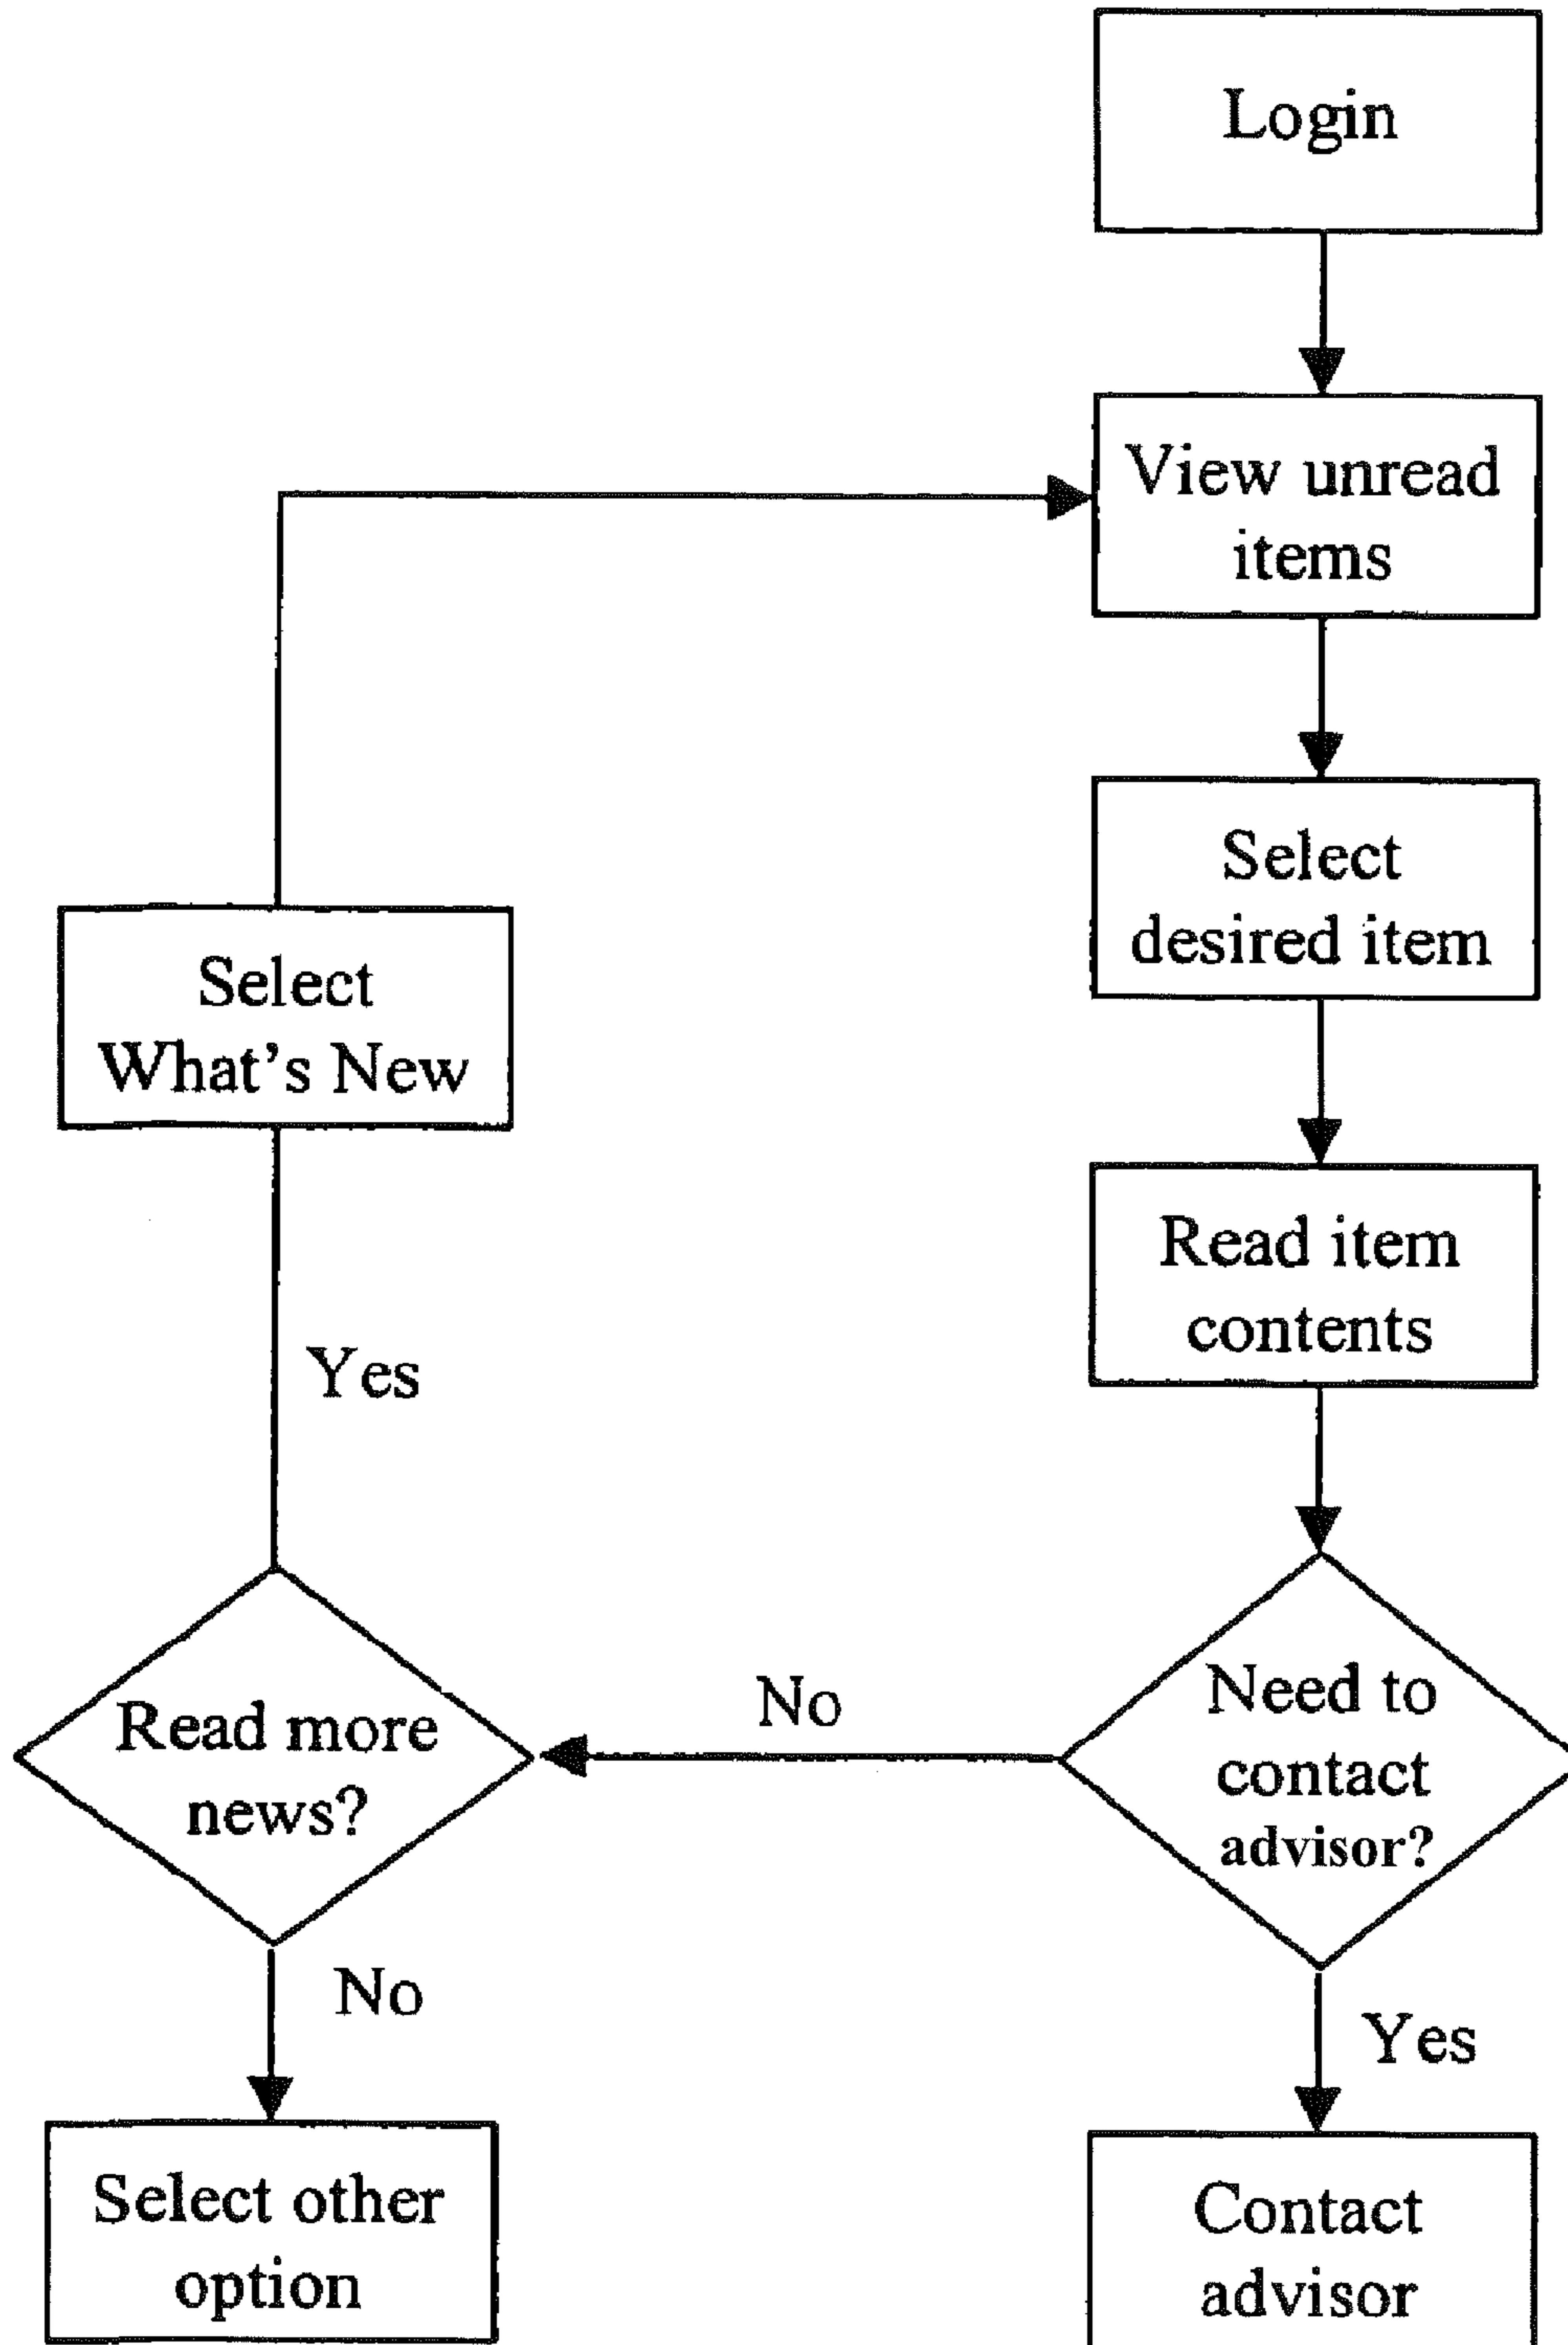 Login
View unread
items
Select
desired item
Select
What's New
Read item
contents
Yes
Need to
contact
advisor?
No
Read more
news?
No
Yes
Select other
option
Contact
advisor